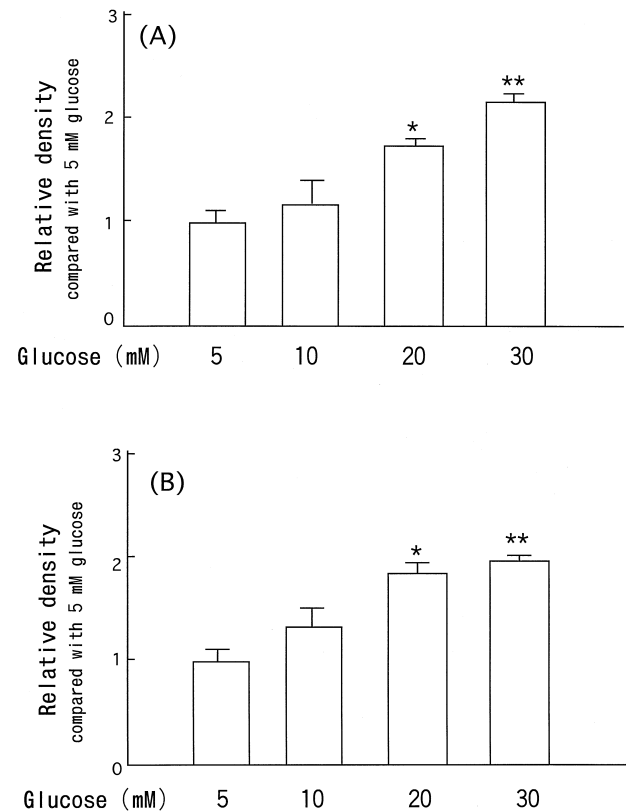 (A)
3
2
1
0
Relative density
compared with 5 mM glucose
*
**
Glucose (mM) 5 10 20 30
(B)
3
2
1
0
Relative density
compared with 5 mM glucose
*
**
Glucose (mM) 5 10 20 30